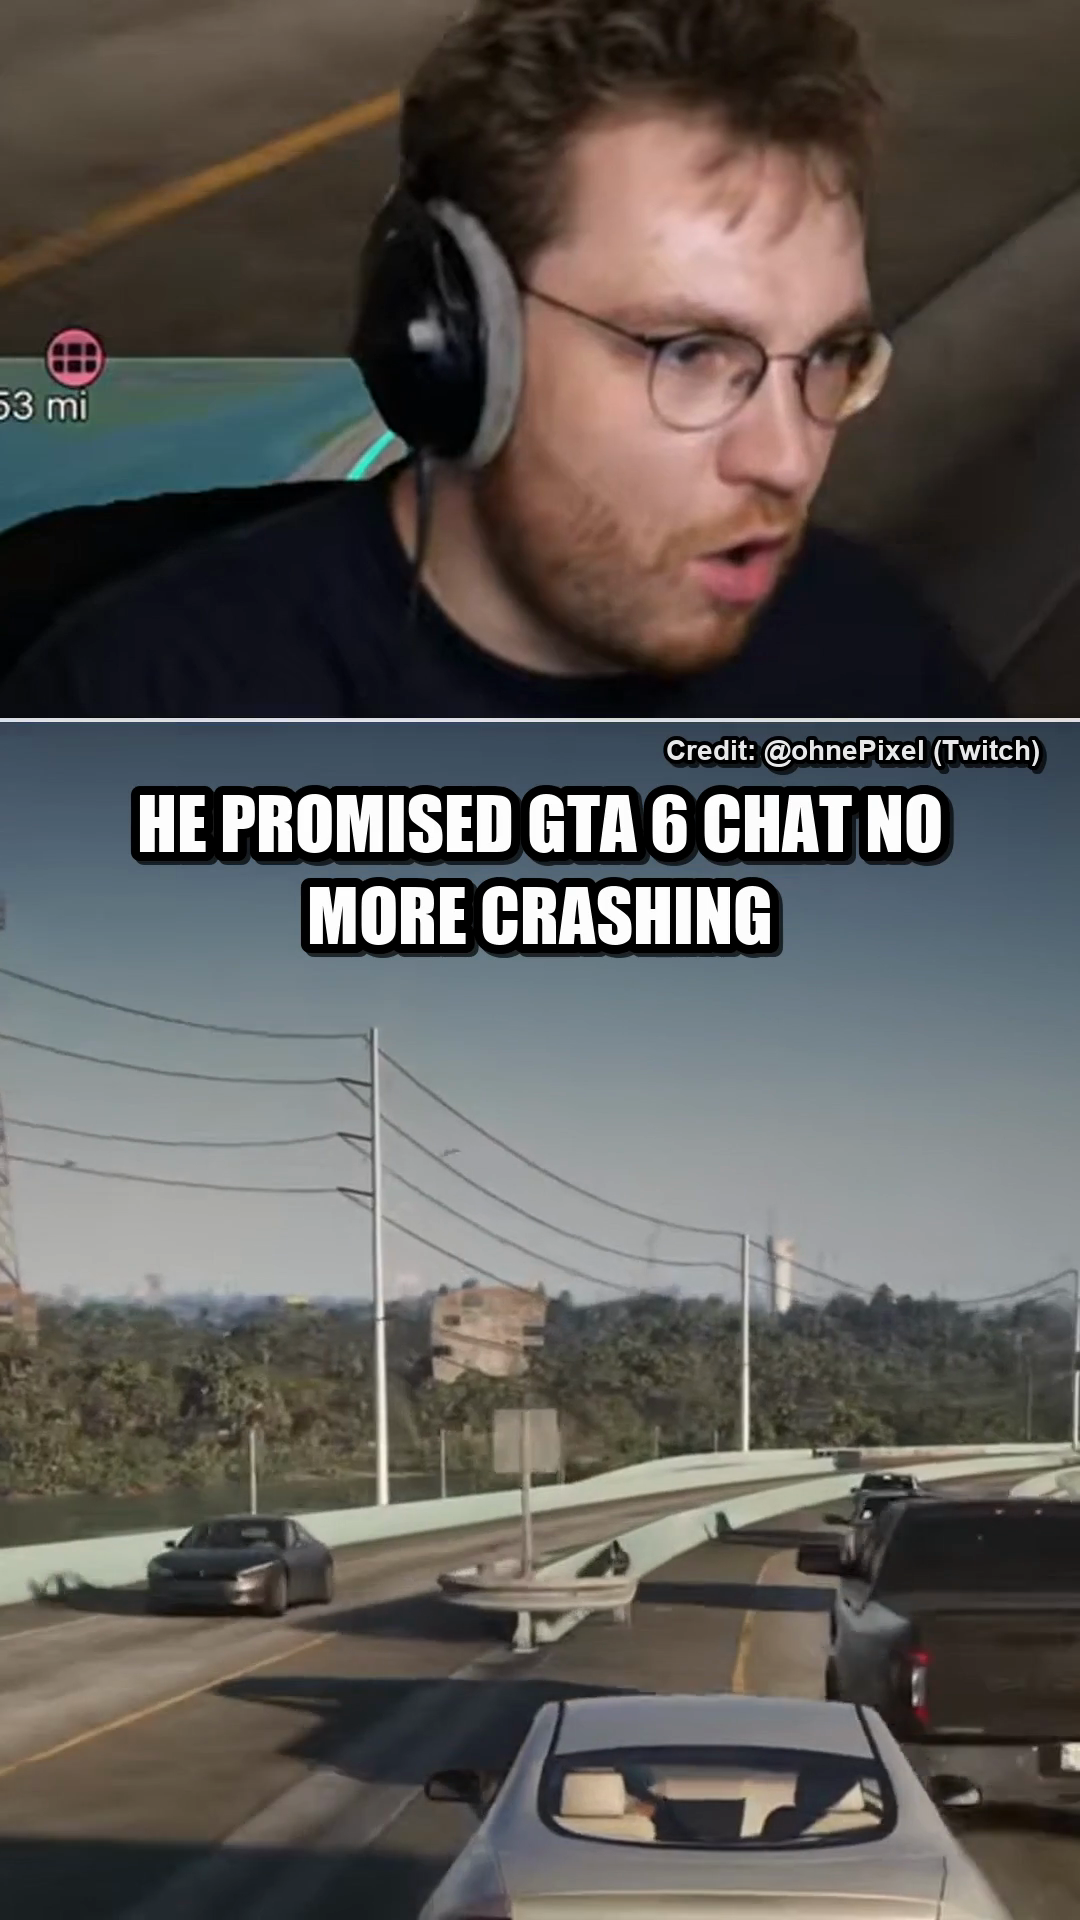 53 mi
Credit: @ohnePixel (Twitch)
HE PROMISED GTA 6 CHAT NO
MORE CRASHING